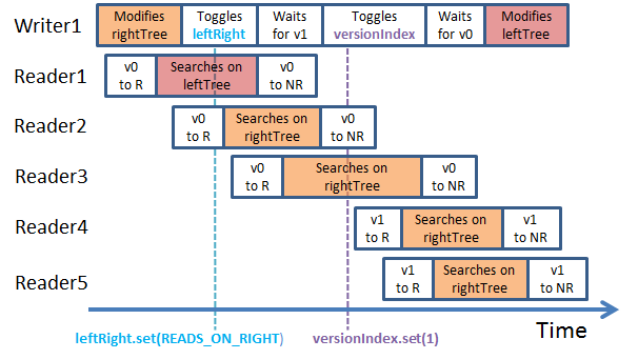 Writer1
Modifies
rightTree
Toggles
leftRight
Waits
for v1
Toggles
versionIndex
Waits
for v0
Modifies
leftTree
Reader1
v0
to R
Searches on
leftTree
v0
to NR
Reader2
v0
to R
Searches on
rightTree
v0
to NR
Reader3
v0
to R
Searches on
rightTree
v0
to NR
Reader4
v1
to R
Searches on
rightTree
v1
to NR
Reader5
v1
to R
Searches on
rightTree
v1
to NR
Time
leftRight.set(READS_ON_RIGHT)
versionIndex.set(1)